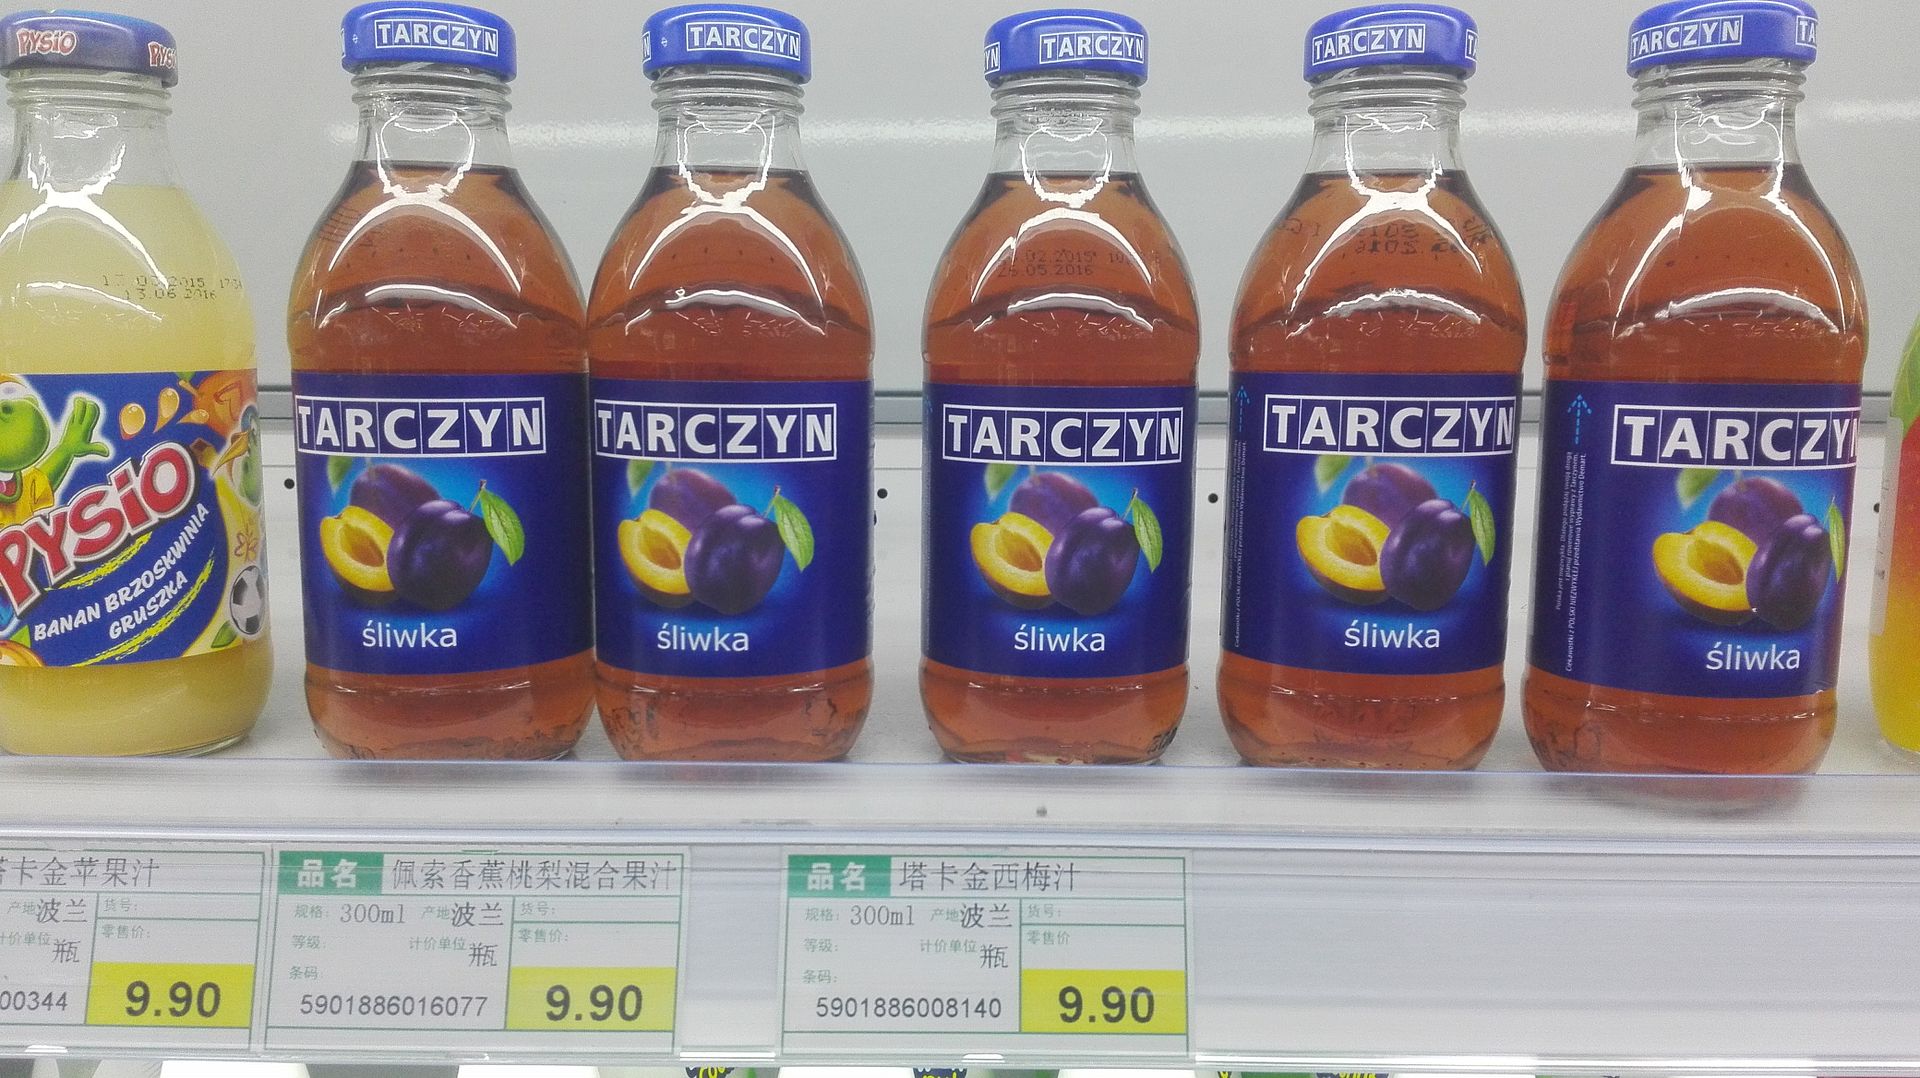 PYSIO
TARCZYN
TARCZYN
TARCZYN
TARCZYN
TARCZYN
13.06 2016
26.05.2016
PYSIO
BANAN BRZOSKWINIA
GRUSZKA
TARCZYN
śliwka
TARCZYN
śliwka
TARCZYN
śliwka
TARCZYN
śliwka
TARCZYN
śliwka
卡金苹果汁
产地 波兰 货号:
计价单位 瓶 零售价:
00344 9.90
品名 佩索香蕉桃梨混合果汁
规格: 300ml 产地 波兰 货号:
等级: 计价单位 瓶 零售价:
条码:
5901886016077 9.90
品名 塔卡金西梅汁
规格: 300ml 产地 波兰 货号:
等级: 计价单位 瓶 零售价
条码:
5901886008140 9.90